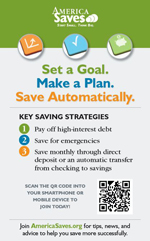 AMERICA
Saves
START SMALL. THINK BIG.
Set a Goal.
Make a Plan.
Save Automatically.
KEY SAVING STRATEGIES
1 Pay off high-interest debt
2 Save for emergencies
3 Save monthly through direct
deposit or an automatic transfer
from checking to savings
SCAN THE QR CODE INTO
YOUR SMARTPHONE OR
MOBILE DEVICE TO
JOIN TODAY!
Join AmericaSaves.org for tips, news, and
advice to help you save more successfully.